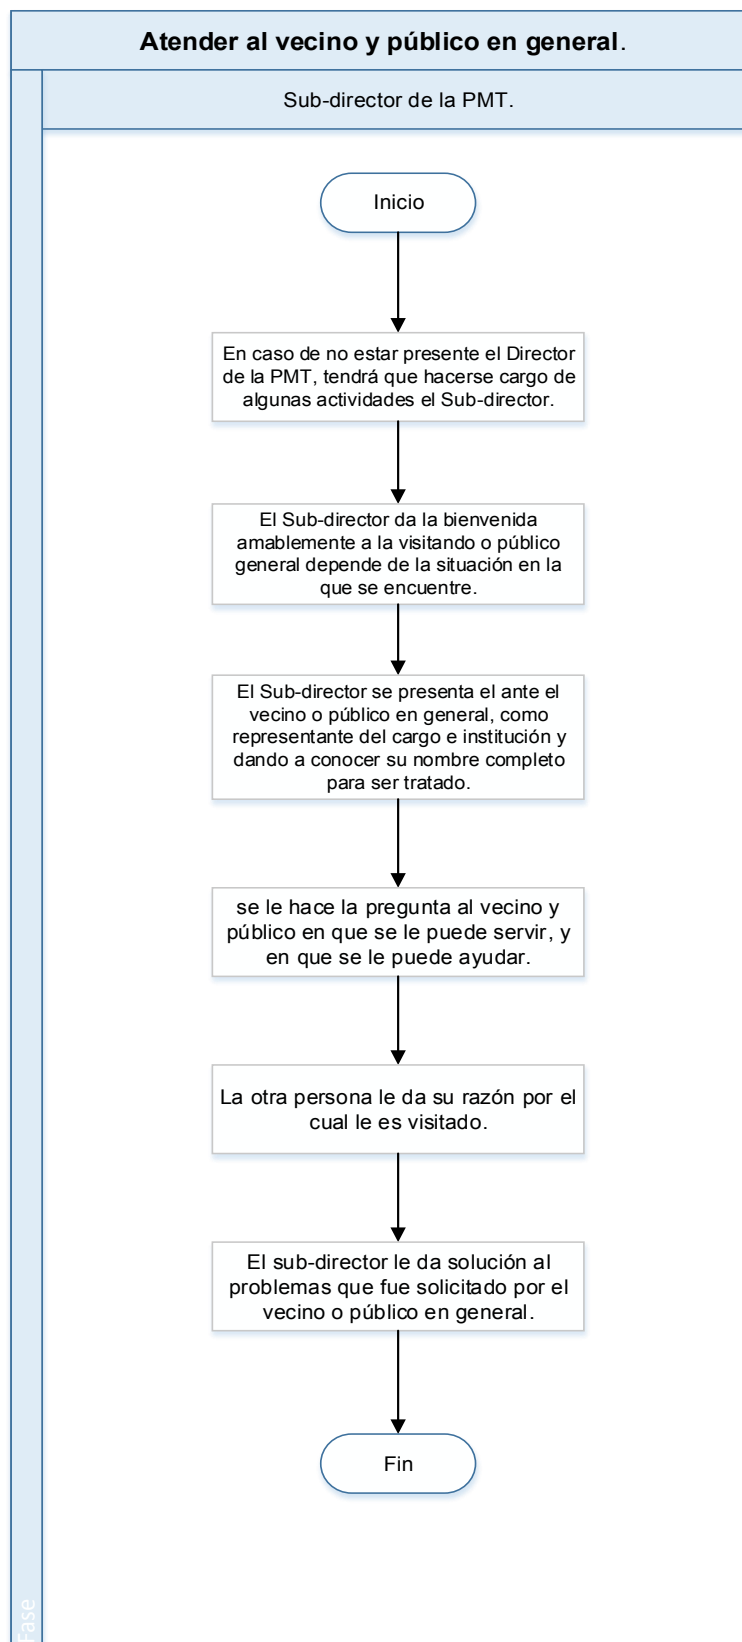 Atender al vecino y público en general.
Sub-director de la PMT.
Inicio
En caso de no estar presente el Director
de la PMT, tendrá que hacerse cargo de
algunas actividades el Sub-director.
El Sub-director da la bienvenida
amablemente a la visitando o público
general depende de la situación en la
que se encuentre.
El Sub-director se presenta el ante el
vecino o público en general, como
representante del cargo e institución y
dando a conocer su nombre completo
para ser tratado.
se le hace la pregunta al vecino y
público en que se le puede servir, y
en que se le puede ayudar.
La otra persona le da su razón por el
cual le es visitado.
El sub-director le da solución al
problemas que fue solicitado por el
vecino o público en general.
Fin
Fase